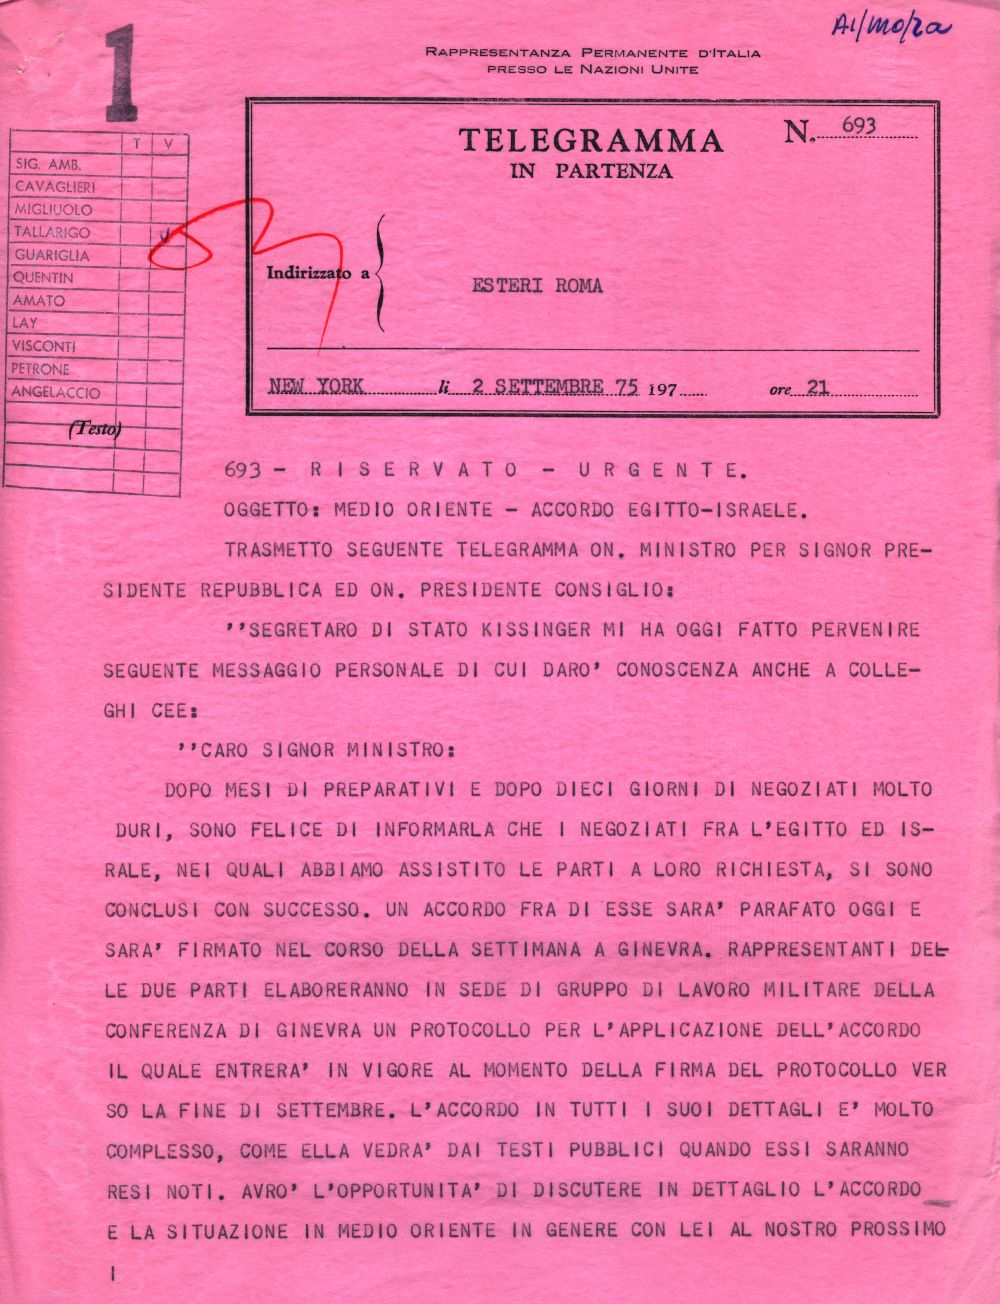 AI/MO/ra
1
RAPPRESENTANZA PERMANENTE D'ITALIA
PRESSO LE NAZIONI UNITE
TELEGRAMMA
IN PARTENZA
N. 693
T V
SIG. AMB.
CAVAGLIERI
MIGLIUOLO
TALLARIGO
GUARIGLIA
QUENTIN
AMATO
LAY
VISCONTI
PETRONE
ANGELACCIO
(Testo)
Indirizzato a
ESTERI ROMA
NEW YORK li 2 SETTEMBRE 75 197 ore 21
693 - R I S E R V A T O - U R G E N T E.
OGGETTO: MEDIO ORIENTE - ACCORDO EGITTO-ISRAELE.
TRASMETTO SEGUENTE TELEGRAMMA ON. MINISTRO PER SIGNOR PRE-
SIDENTE REPUBBLICA ED ON. PRESIDENTE CONSIGLIO:
''SEGRETARO DI STATO KISSINGER MI HA OGGI FATTO PERVENIRE
SEGUENTE MESSAGGIO PERSONALE DI CUI DARO' CONOSCENZA ANCHE A COLLE-
GHI CEE:
''CARO SIGNOR MINISTRO:
DOPO MESI DI PREPARATIVI E DOPO DIECI GIORNI DI NEGOZIATI MOLTO
DURI, SONO FELICE DI INFORMARLA CHE I NEGOZIATI FRA L'EGITTO ED IS-
RALE, NEI QUALI ABBIAMO ASSISTITO LE PARTI A LORO RICHIESTA, SI SONO
CONCLUSI CON SUCCESSO. UN ACCORDO FRA DI ESSE SARA' PARAFATO OGGI E
SARA' FIRMATO NEL CORSO DELLA SETTIMANA A GINEVRA. RAPPRESENTANTI DEL-
LE DUE PARTI ELABORERANNO IN SEDE DI GRUPPO DI LAVORO MILITARE DELLA
CONFERENZA DI GINEVRA UN PROTOCOLLO PER L'APPLICAZIONE DELL'ACCORDO
IL QUALE ENTRERA' IN VIGORE AL MOMENTO DELLA FIRMA DEL PROTOCOLLO VER
SO LA FINE DI SETTEMBRE. L'ACCORDO IN TUTTI I SUOI DETTAGLI E' MOLTO
COMPLESSO, COME ELLA VEDRA' DAI TESTI PUBBLICI QUANDO ESSI SARANNO
RESI NOTI. AVRO' L'OPPORTUNITA' DI DISCUTERE IN DETTAGLIO L'ACCORDO
E LA SITUAZIONE IN MEDIO ORIENTE IN GENERE CON LEI AL NOSTRO PROSSIMO
I